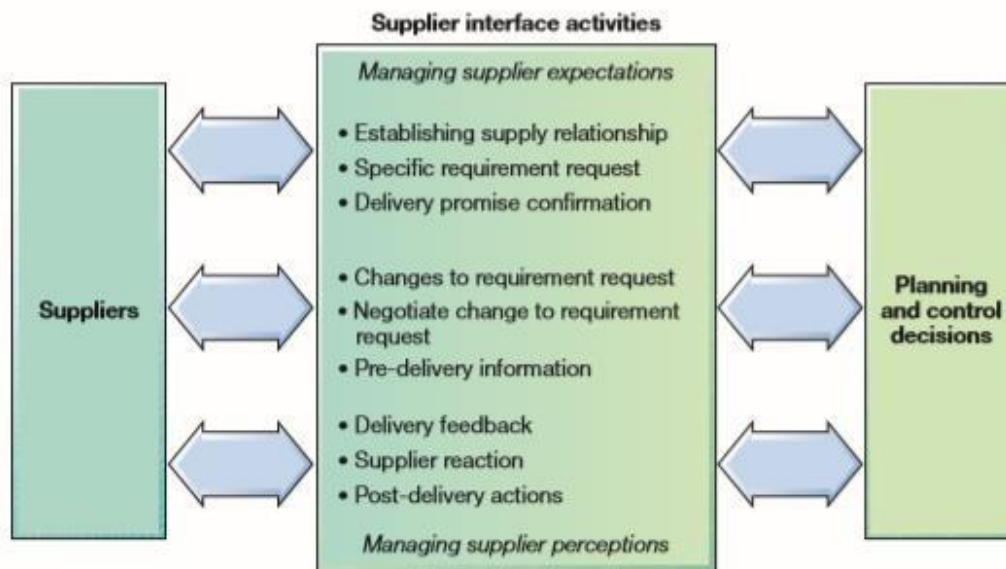 Supplier interface activities
Managing supplier expectations
• Establishing supply relationship
• Specific requirement request
• Delivery promise confirmation
Suppliers
• Changes to requirement request
• Negotiate change to requirement
request
• Pre-delivery information
Planning
and control
decisions
• Delivery feedback
• Supplier reaction
• Post-delivery actions
Managing supplier perceptions